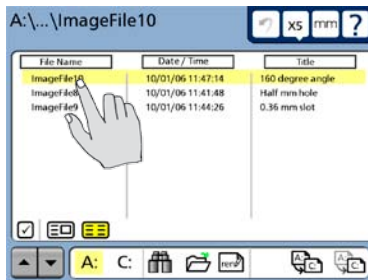 A:\...\ImageFile10
x5 mm ?
File Name Date / Time Title
ImageFile10 10/01/06 11:47:14 160 degree angle
ImageFile8 10/01/06 11:41:48 Half mm hole
ImageFile9 10/01/06 11:44:26 0.36 mm slot
A: C: ren A: C: A: C: